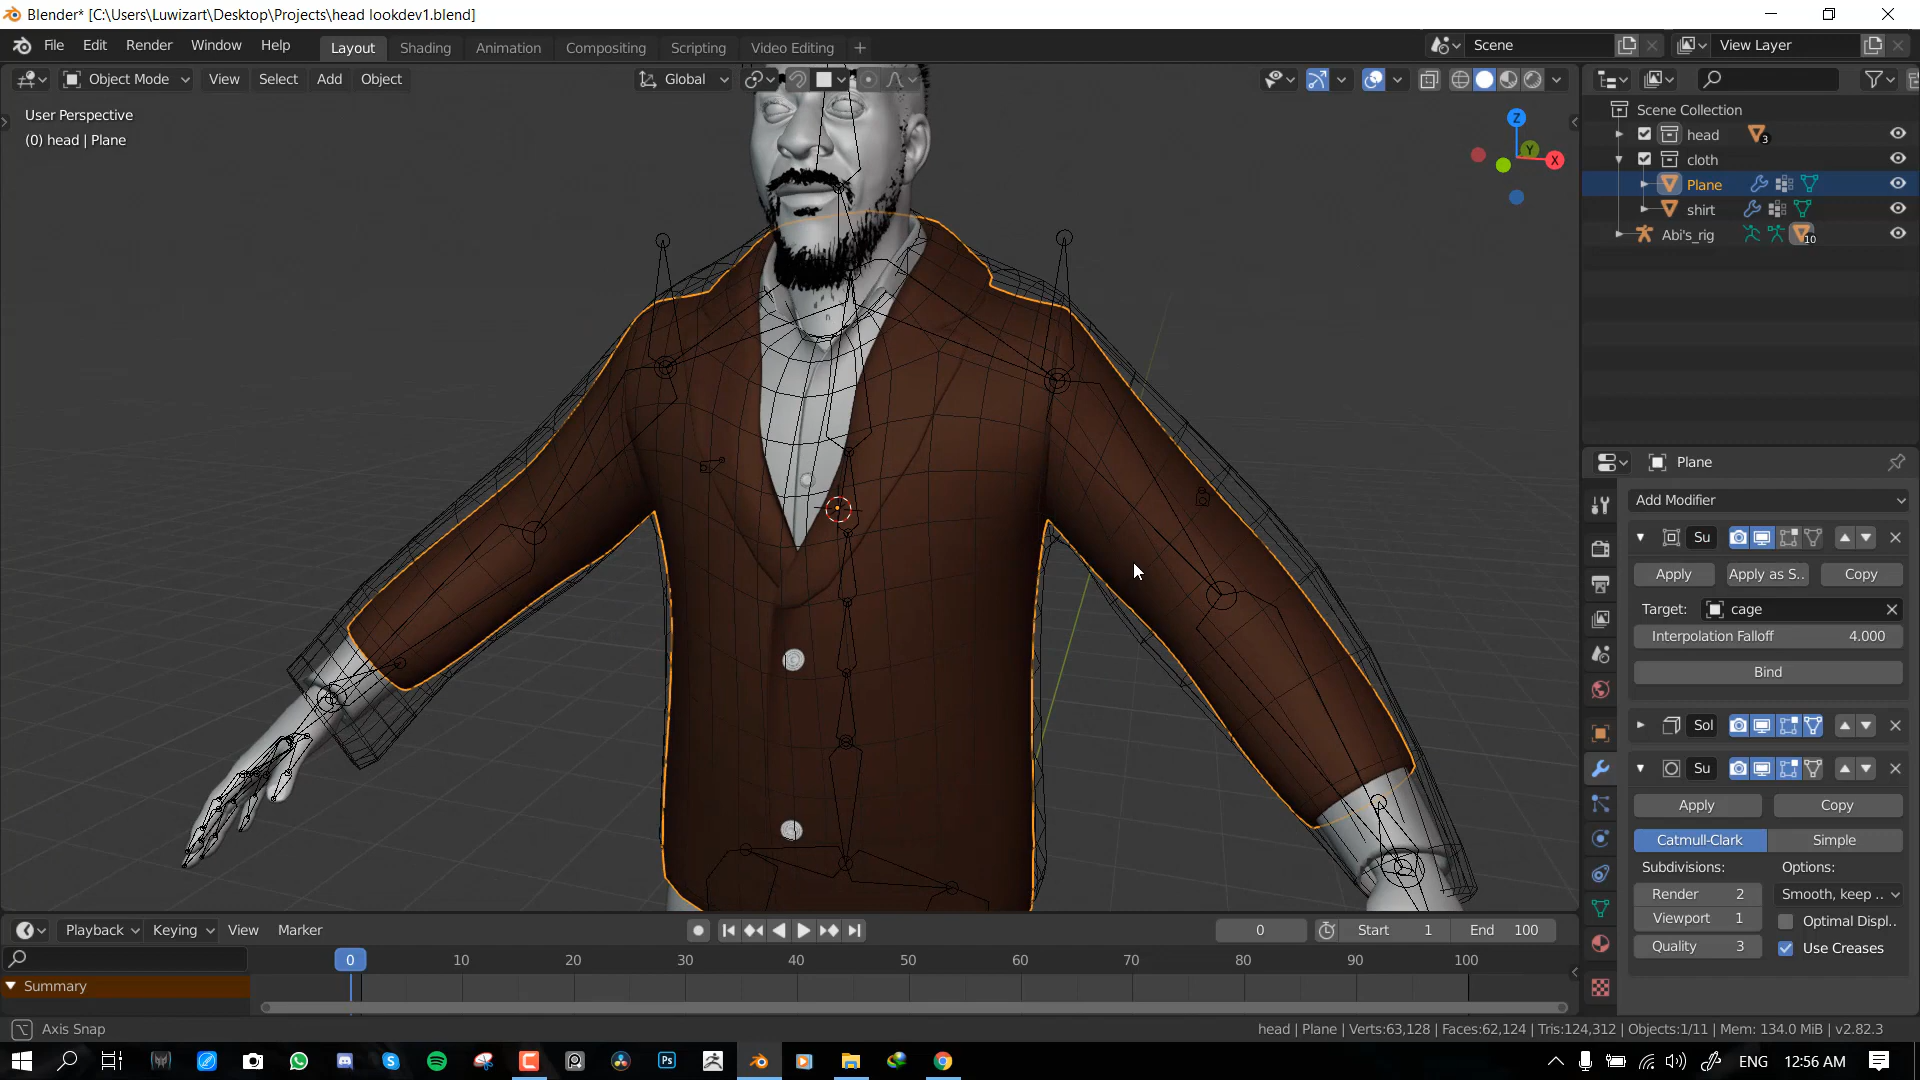 Blender* [C:\Users\Luwizart\Desktop\Projects\head lookdev1.blend]
File Edit Render Window Help Layout Shading Animation Compositing Scripting Video Editing Scene View Layer
Object Mode View Select Add Object Global
User Perspective
(0) head | Plane
Z
Y
X
Scene Collection
head 3
cloth
Plane
shirt
Abi's_rig 10
Plane
Add Modifier
Su
Apply Apply as S.. Copy
Target: cage
Interpolation Falloff 4.000
Bind
Sol
Su
Apply Copy
Catmull-Clark Simple
Subdivisions: Options:
Render 2 Smooth, keep ..
Viewport 1 Optimal Displ..
Quality 3 Use Creases
Playback Keying View Marker 0 Start 1 End 100
0 10 20 30 40 50 60 70 80 90 100
Summary
Axis Snap head | Plane | Verts:63,128 | Faces:62,124 | Tris:124,312 | Objects:1/11 | Mem: 134.0 MiB | v2.82.3
Ps ENG 12:56 AM